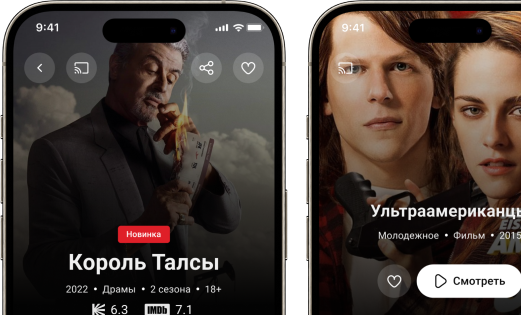 9:41
Новинка
Король Талсы
2022 • Драмы • 2 сезона • 18+
6.3 IMDb 7.1
9:41
Ультраамериканц
Молодежное • Фильм • 2015
Смотреть